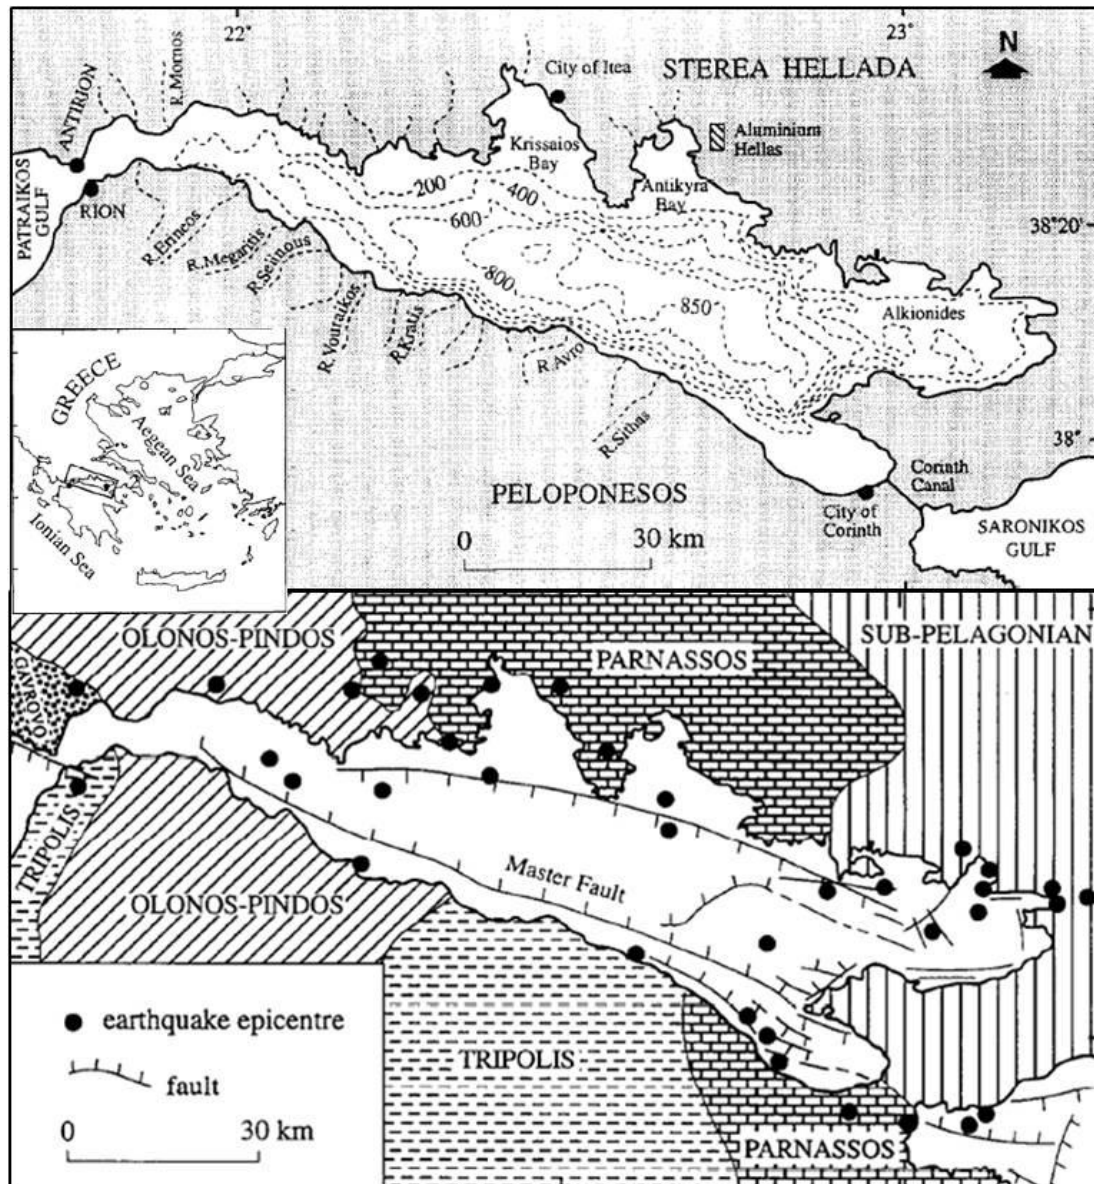 22°
23°
N
R.Mornos
City of Itea
STEREA HELLADA
ANTIRION
Aluminium
Hellas
Krissaios
Bay
PATRAIKOS
GULF
200
400
Antikyra
Bay
RION
600
38°20'
R.Erineos
R.Meganitis
R.Selinous
800
850
Alkionides
R.Vouraikos
R.Krathis
R.Avro
GREECE
Aegean Sea
R.Sithas
38°
Ionian Sea
PELOPONESOS
Corinth
Canal
City of
Corinth
SARONIKOS
GULF
0 30 km
OLONOS-PINDOS
SUB-PELAGONIAN
PARNASSOS
GAVROVO
TRIPOLIS
Master Fault
OLONOS-PINDOS
earthquake epicentre
TRIPOLIS
fault
0 30 km
PARNASSOS